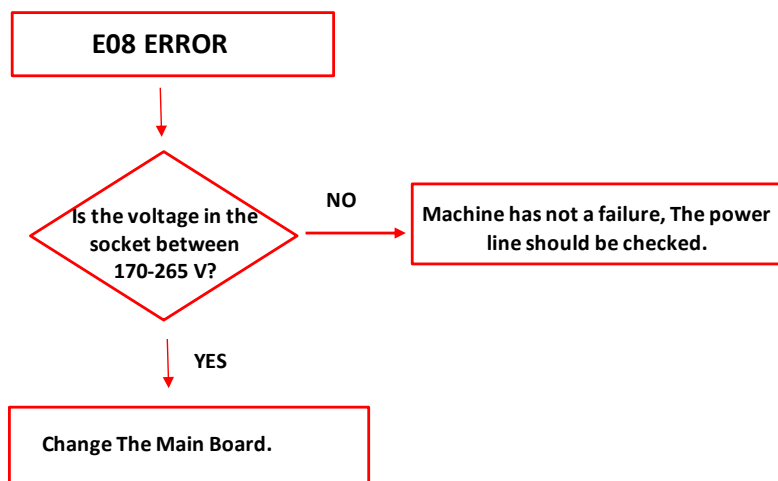 E08 ERROR
Is the voltage in the
socket between
170-265 V?
NO
Machine has not a failure, The power
line should be checked.
YES
Change The Main Board.